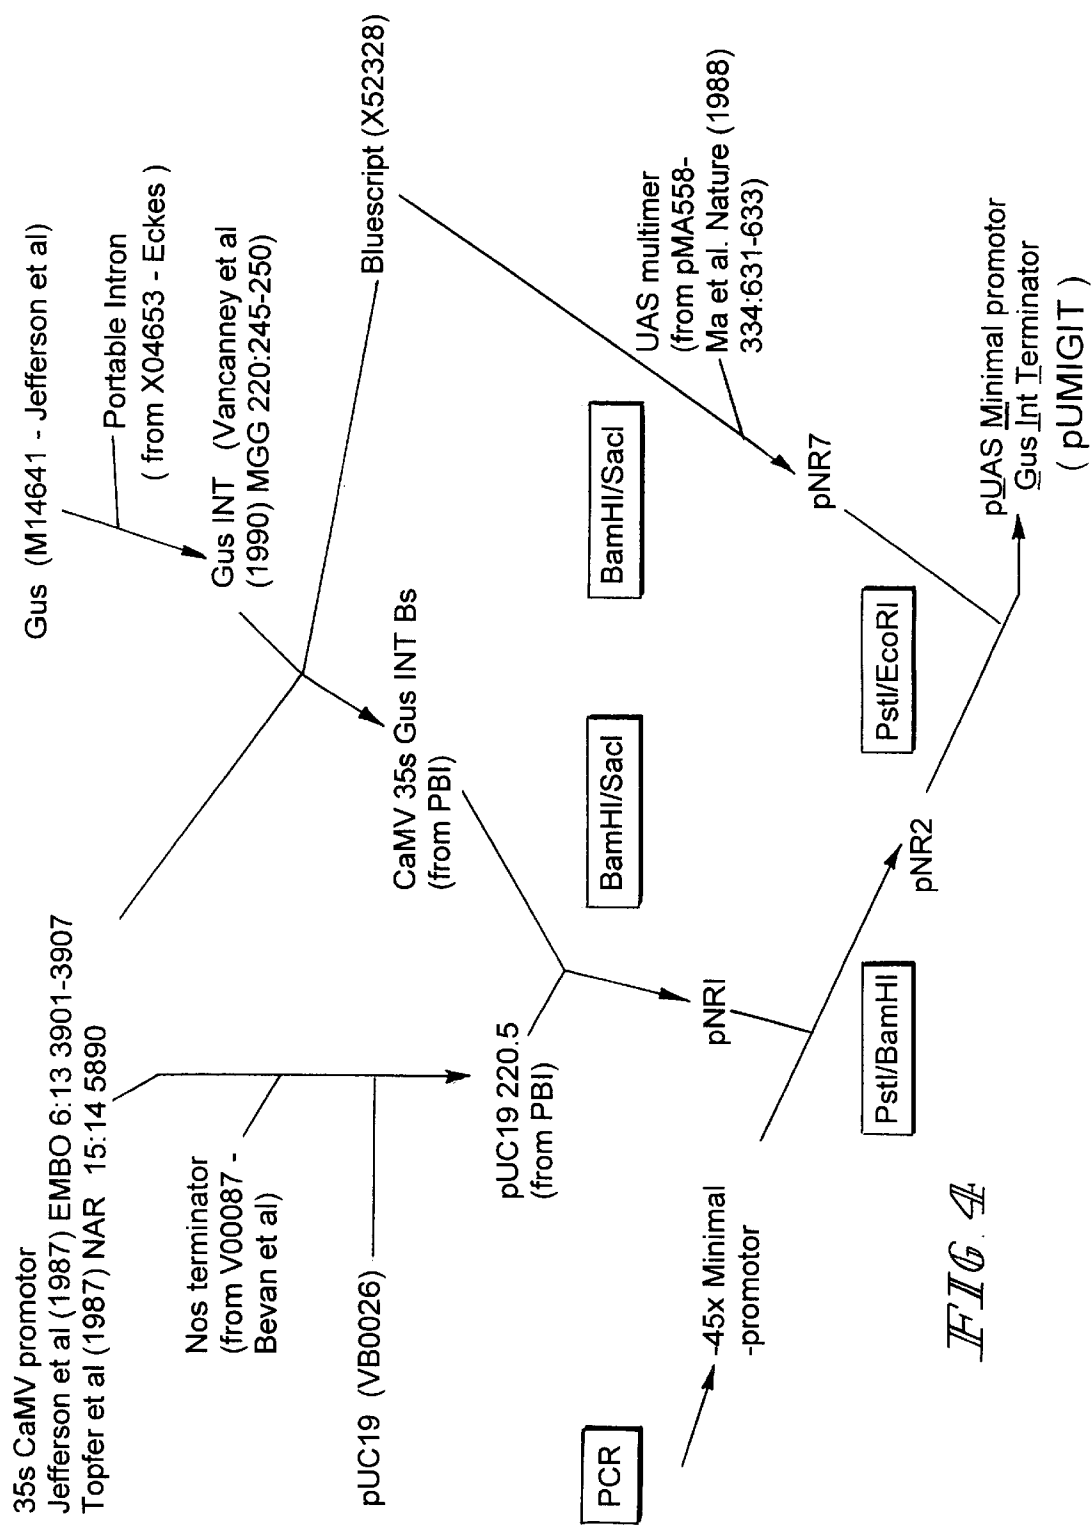 35s CaMV promotor
Jefferson et al (1987) EMBO 6:13 3901-3907
Topfer et al (1987) NAR 15:14 5890
Gus (M14641 - Jefferson et al)
Portable Intron
( from X04653 - Eckes )
Nos terminator
(from V00087 -
Bevan et al)
Gus INT (Vancanney et al
(1990) MGG 220:245-250)
pUC19 (VB0026)
Bluescript (X52328)
CaMV 35s Gus INT Bs
(from PBI)
pUC19 220.5
(from PBI)
PCR
BamHI/SacI
BamHI/SacI
UAS multimer
(from pMA558-
Ma et al. Nature (1988)
334:631-633)
-45x Minimal
-promotor
pNRI
pNR7
PstI/BamHI
PstI/EcoRI
pNR2
pUAS Minimal promotor
Gus Int Terminator
( pUMIGIT )
FIG. 4